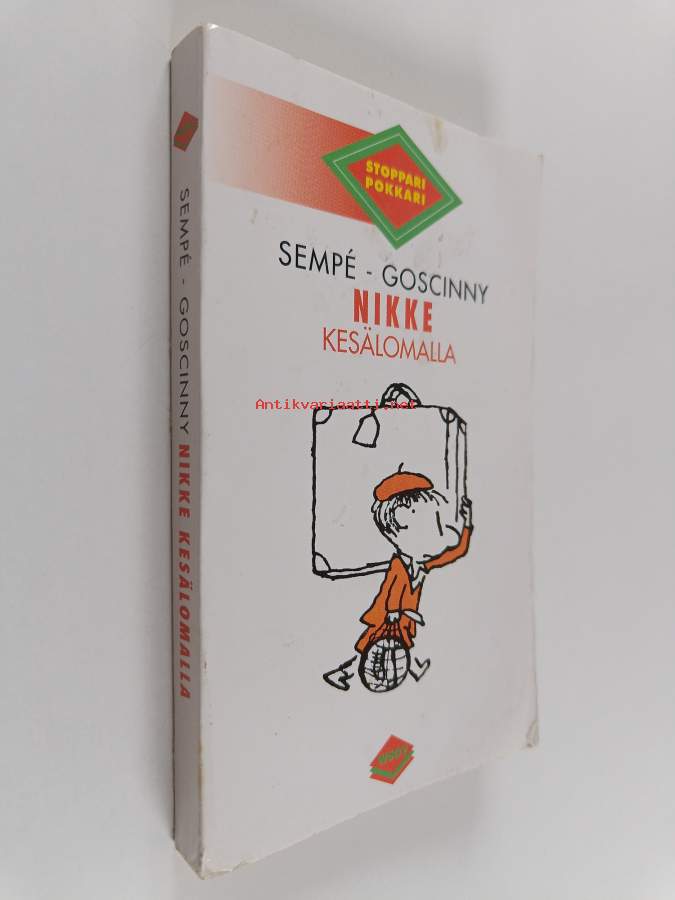 STOPPARI
POKKARI
SEMPÉ - GOSCINNY
NIKKE
KESÄLOMALLA
Antikvariaatti.net
SEMPÉ - GOSCINNY NIKKE KESÄLOMALLA